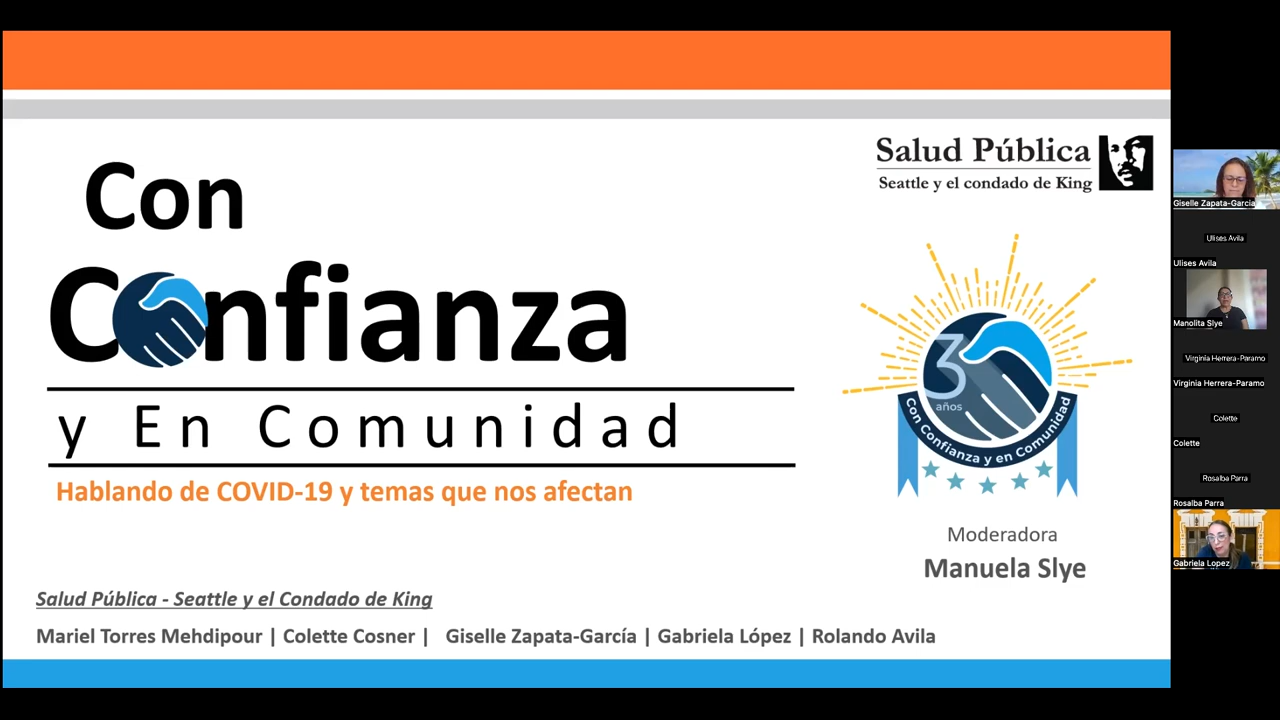 Con
Confianza
y En Comunidad
Hablando de COVID-19 y temas que nos afectan
Salud Pública
Seattle y el condado de King
3
años
Con Confianza y en Comunidad
Moderadora
Manuela Slye
Salud Pública - Seattle y el Condado de King
Mariel Torres Mehdipour | Colette Cosner | Giselle Zapata-García | Gabriela López | Rolando Avila
Giselle Zapata-Garcia
Ulises Avila
Ulises Avila
Manolita Slye
Virginia Herrera-Paramo
Virginia Herrera-Paramo
Colette
Colette
Rosalba Parra
Rosalba Parra
Gabriela Lopez